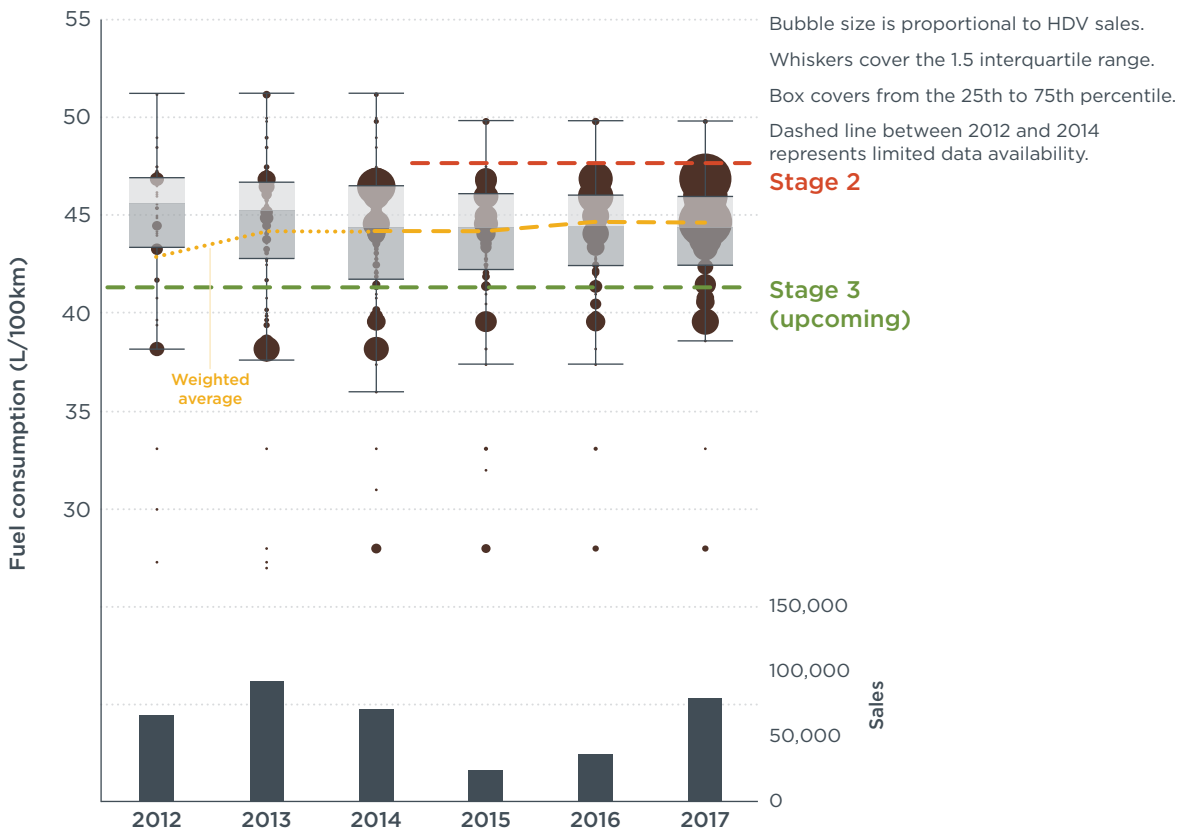 55
Bubble size is proportional to HDV sales.
Whiskers cover the 1.5 interquartile range.
Box covers from the 25th to 75th percentile.
Dashed line between 2012 and 2014
represents limited data availability.
50
Stage 2
45
Stage 3
(upcoming)
40
Weighted
average
35
30
Fuel consumption (L/100km)
150,000
100,000
50,000
0
Sales
2012
2013
2014
2015
2016
2017